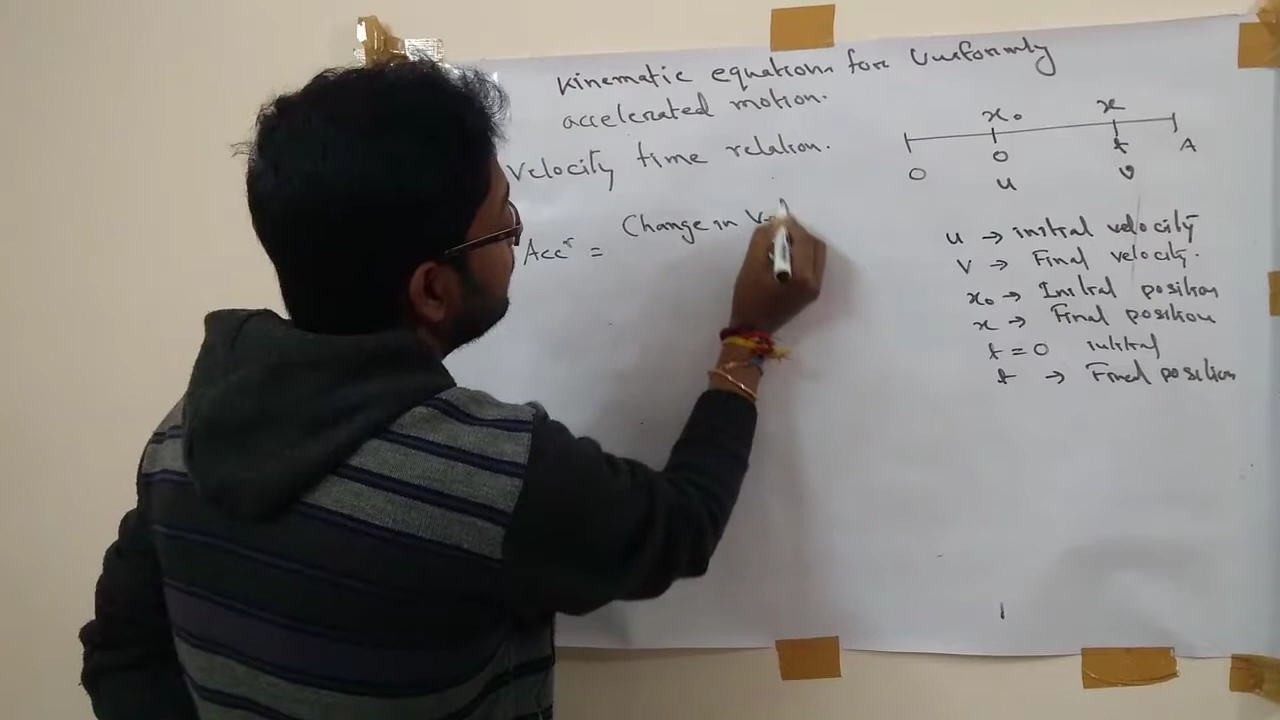 Kinematic equations for Uniformly
accelerated motion.
Velocity time relation.
x₀ x
O O t A
u v
Accⁿ = Change in Vel
u → initial velocity
v → Final velocity.
x₀ → Initial position
x → Final position
t = 0 initial
t → Final position